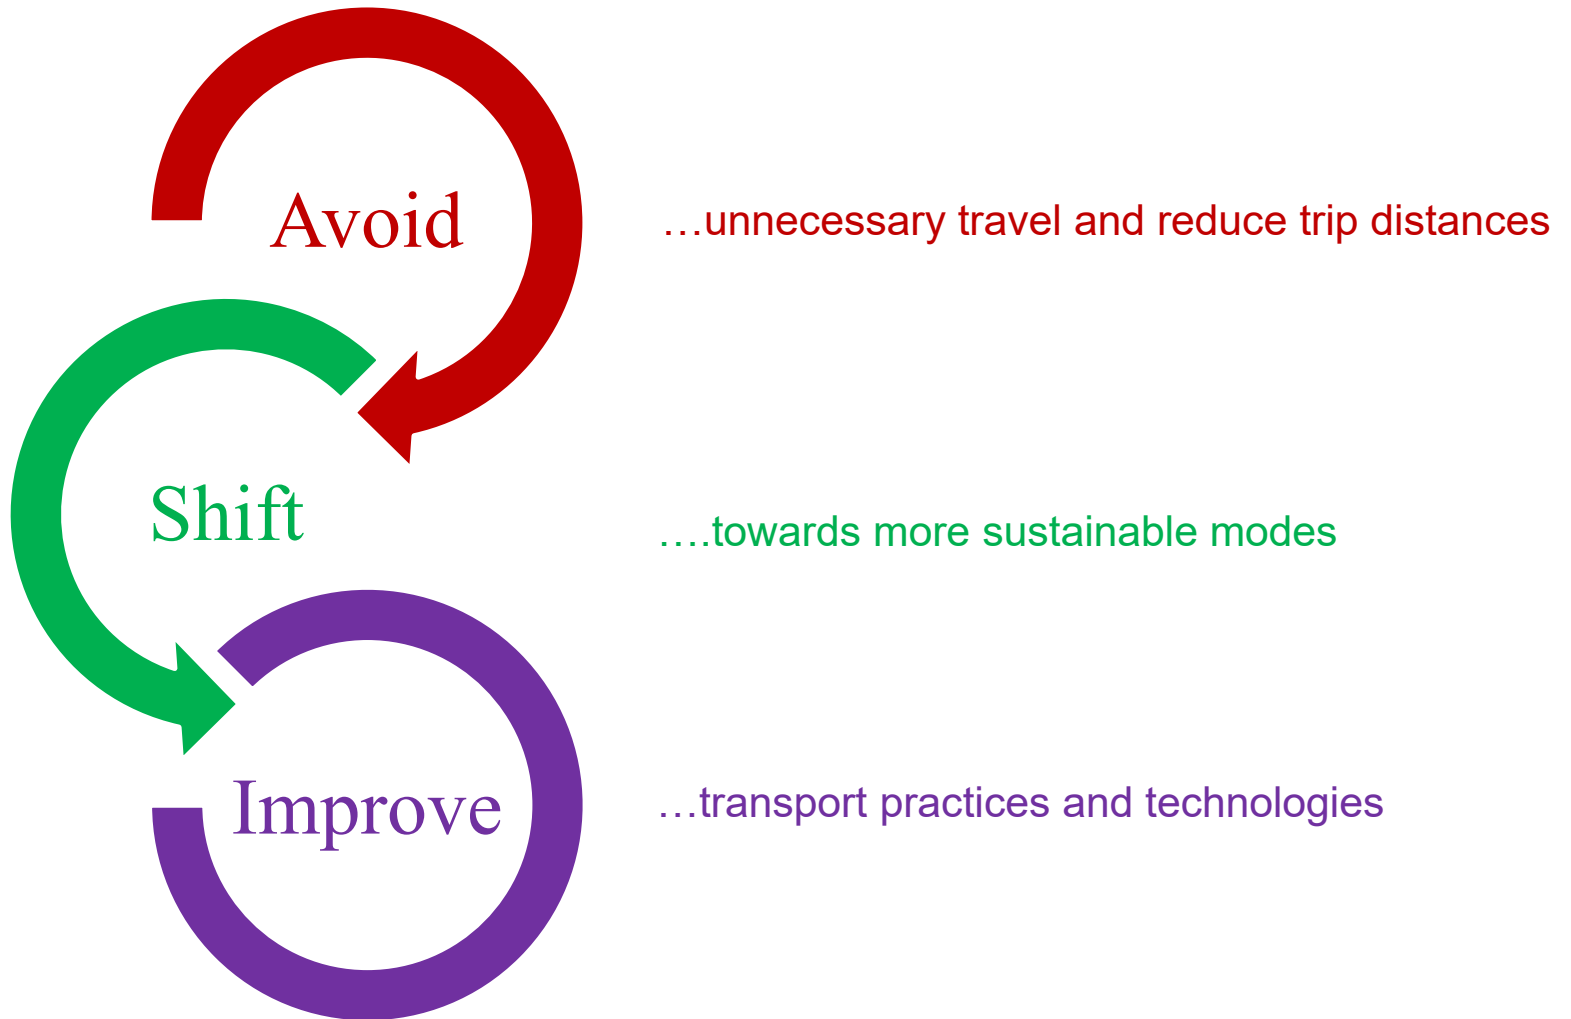 Avoid
…unnecessary travel and reduce trip distances
Shift
….towards more sustainable modes
Improve
…transport practices and technologies